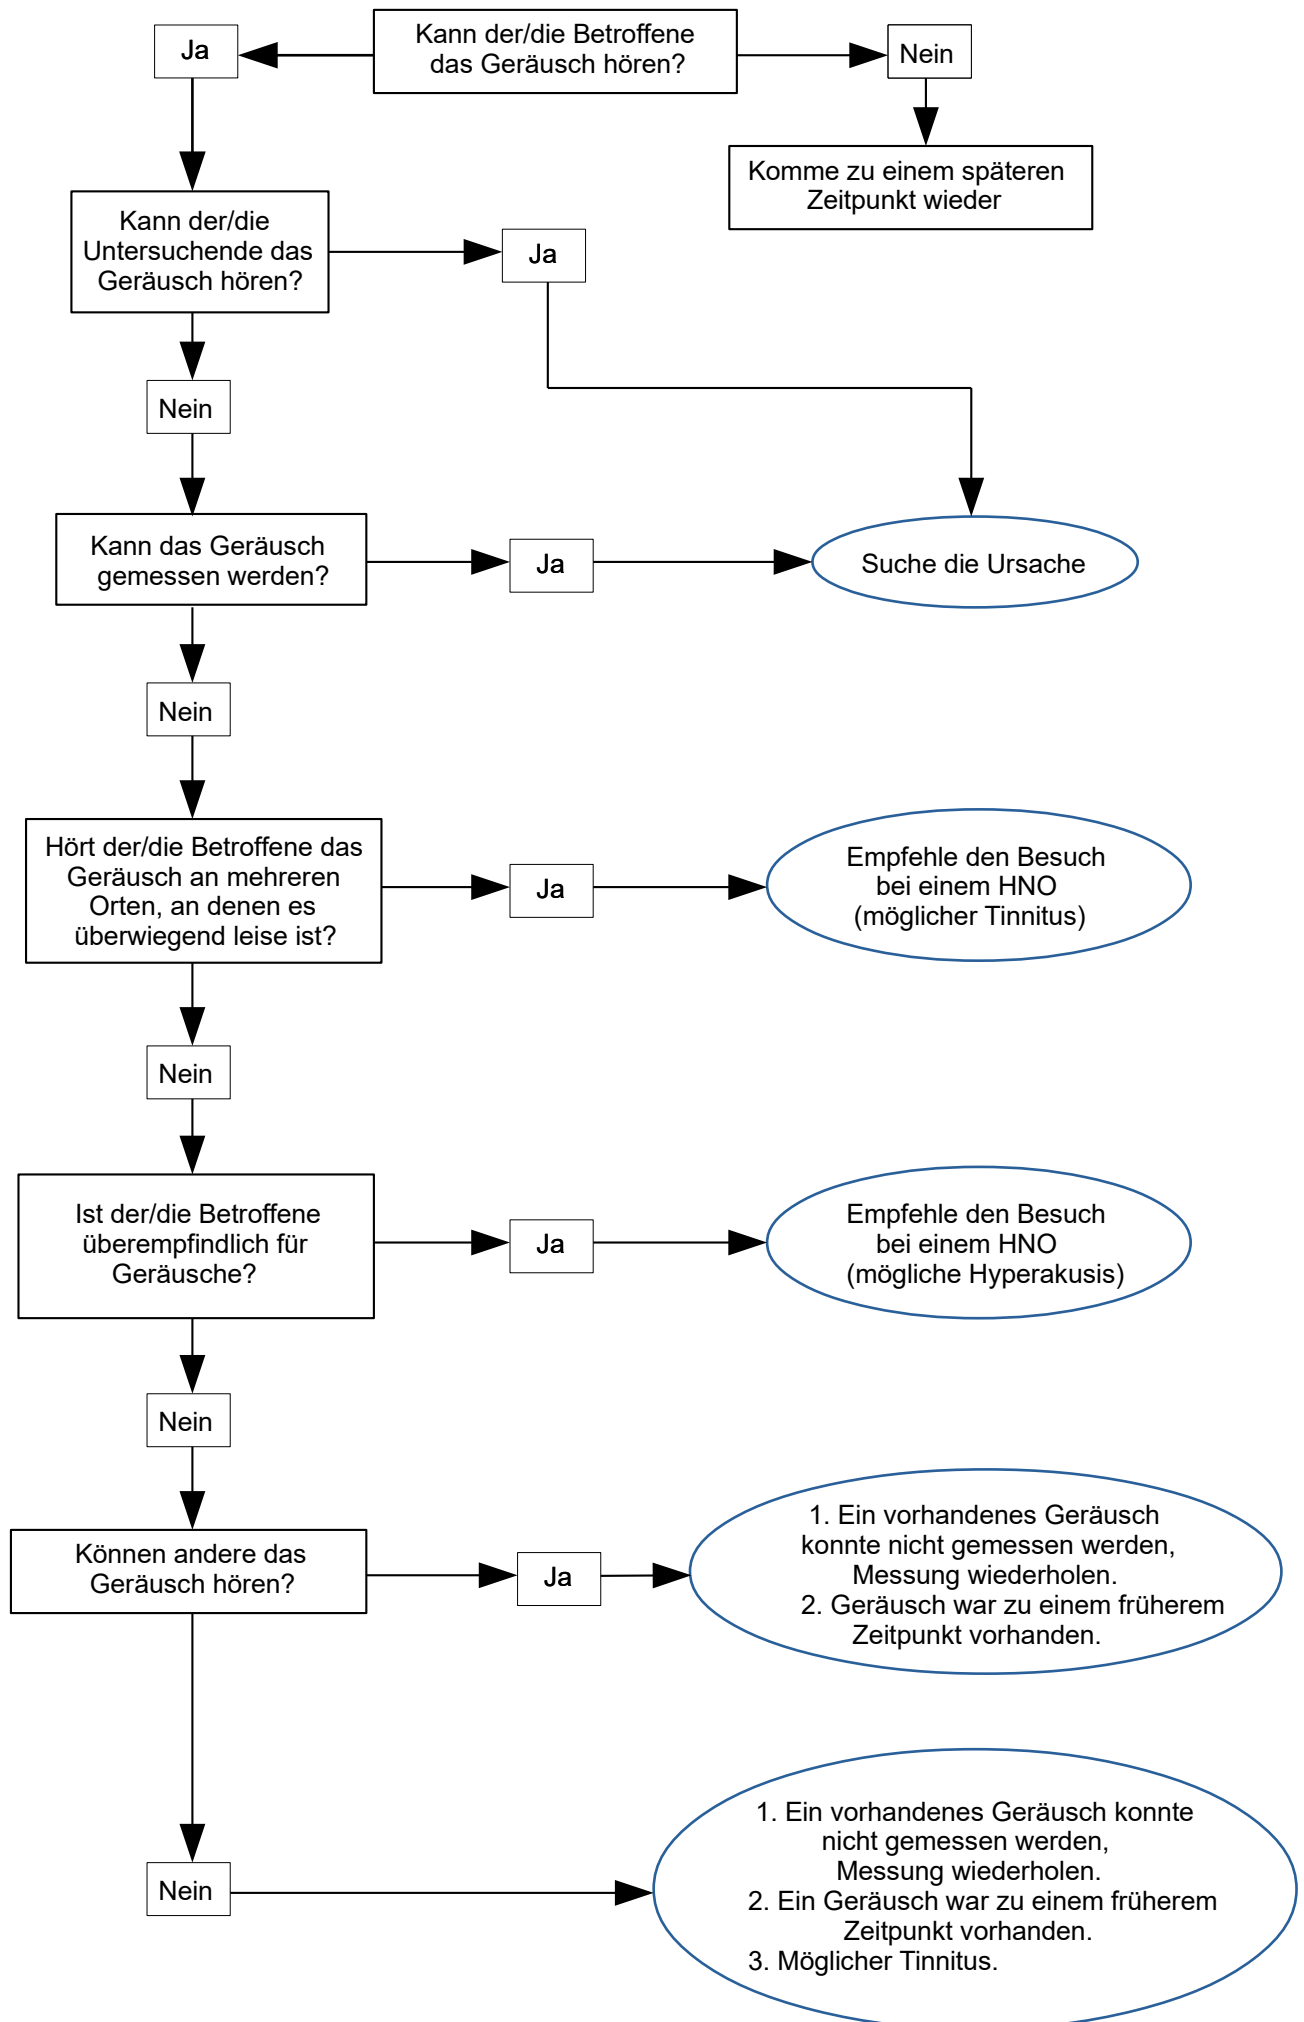 Ja
Kann der/die Betroffene
das Geräusch hören?
Nein
Komme zu einem späteren
Zeitpunkt wieder
Kann der/die
Untersuchende das
Geräusch hören?
Ja
Nein
Kann das Geräusch
gemessen werden?
Ja
Suche die Ursache
Nein
Hört der/die Betroffene das
Geräusch an mehreren
Orten, an denen es
überwiegend leise ist?
Ja
Empfehle den Besuch
bei einem HNO
(möglicher Tinnitus)
Nein
Ist der/die Betroffene
überempfindlich für
Geräusche?
Ja
Empfehle den Besuch
bei einem HNO
(mögliche Hyperakusis)
Nein
Können andere das
Geräusch hören?
Ja
1. Ein vorhandenes Geräusch
konnte nicht gemessen werden,
Messung wiederholen.
2. Geräusch war zu einem früherem
Zeitpunkt vorhanden.
Nein
1. Ein vorhandenes Geräusch konnte
nicht gemessen werden,
Messung wiederholen.
2. Ein Geräusch war zu einem früherem
Zeitpunkt vorhanden.
3. Möglicher Tinnitus.